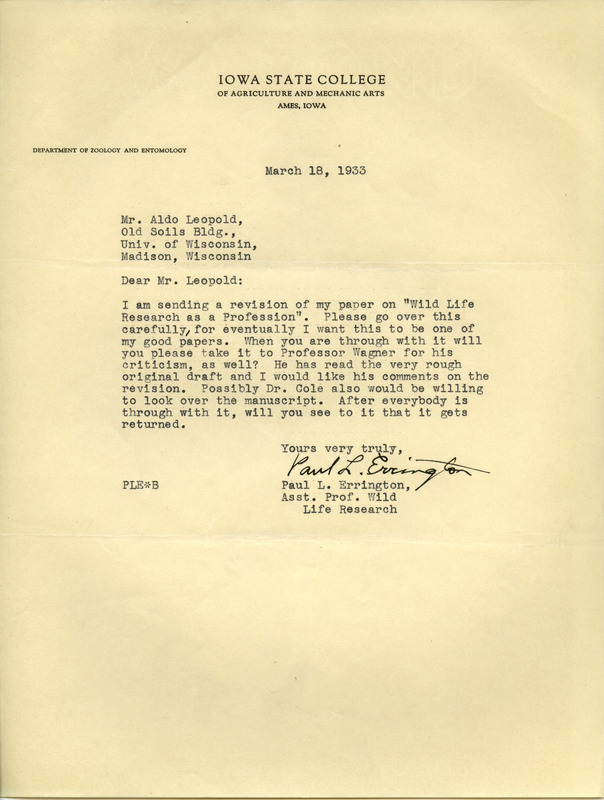 IOWA STATE COLLEGE
OF AGRICULTURE AND MECHANIC ARTS
AMES, IOWA
DEPARTMENT OF ZOOLOGY AND ENTOMOLOGY
March 18, 1933
Mr. Aldo Leopold,
Old Soils Bldg.,
Univ. of Wisconsin,
Madison, Wisconsin
Dear Mr. Leopold:
I am sending a revision of my paper on "Wild Life
Research as a Profession". Please go over this
carefully, for eventually I want this to be one of
my good papers. When you are through with it will
you please take it to Professor Wagner for his
criticism, as well? He has read the very rough
original draft and I would like his comments on the
revision. Possibly Dr. Cole also would be willing
to look over the manuscript. After everybody is
through with it, will you see to it that it gets
returned.
Yours very truly,
Paul L. Errington
PLE*B Paul L. Errington,
Asst. Prof. Wild
Life Research